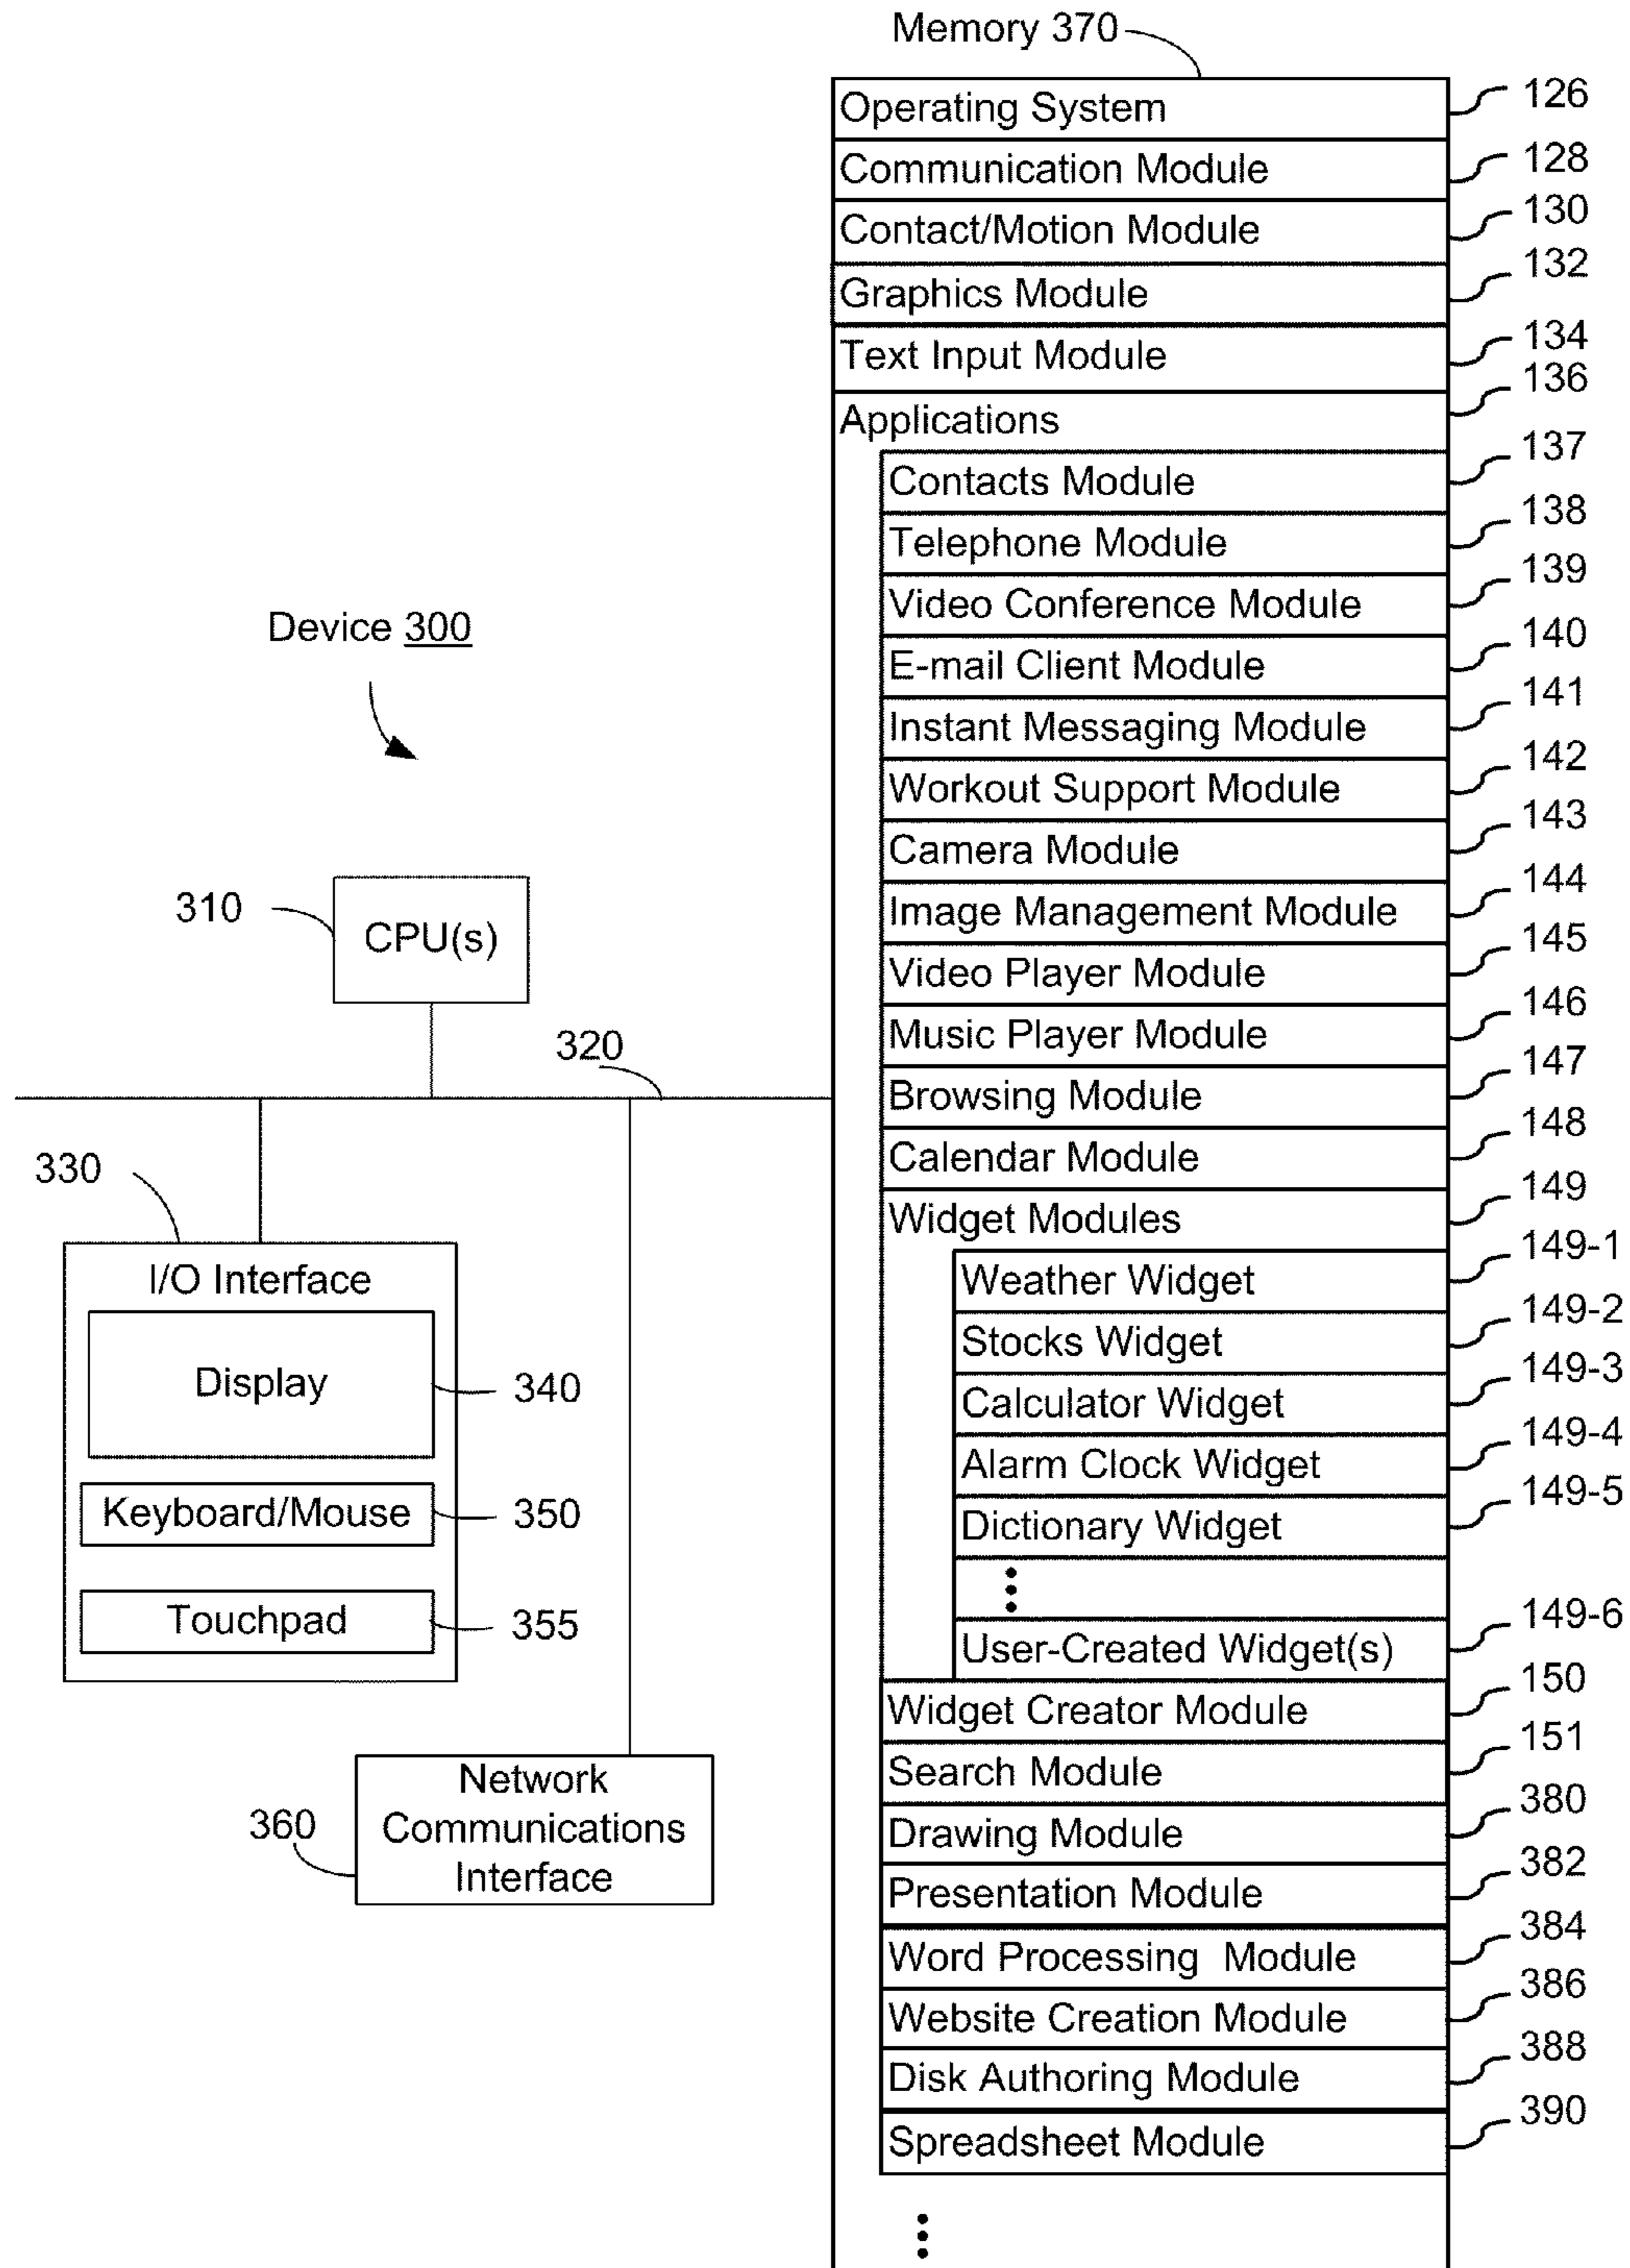 Memory 370
Operating System 126
Communication Module 128
Contact/Motion Module 130
Graphics Module 132
Text Input Module 134
Applications 136
Contacts Module 137
Telephone Module 138
Video Conference Module 139
E-mail Client Module 140
Instant Messaging Module 141
Workout Support Module 142
Camera Module 143
Image Management Module 144
Video Player Module 145
Music Player Module 146
Browsing Module 147
Calendar Module 148
Widget Modules 149
Weather Widget 149-1
Stocks Widget 149-2
Calculator Widget 149-3
Alarm Clock Widget 149-4
Dictionary Widget 149-5
User-Created Widget(s) 149-6
Widget Creator Module 150
Search Module 151
Drawing Module 380
Presentation Module 382
Word Processing Module 384
Website Creation Module 386
Disk Authoring Module 388
Spreadsheet Module 390
Device 300
310
CPU(s)
320
330
I/O Interface
Display 340
Keyboard/Mouse 350
Touchpad 355
360
Network
Communications
Interface